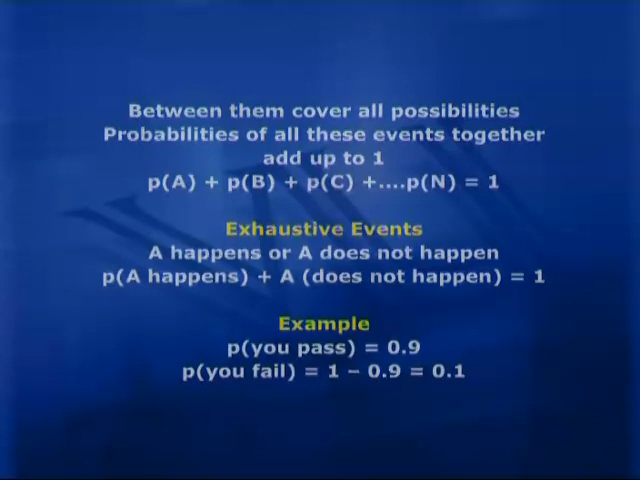 Between them cover all possibilities
Probabilities of all these events together
add up to 1
p(A) + p(B) + p(C) +....p(N) = 1
Exhaustive Events
A happens or A does not happen
p(A happens) + A (does not happen) = 1
Example
p(you pass) = 0.9
p(you fail) = 1 – 0.9 = 0.1